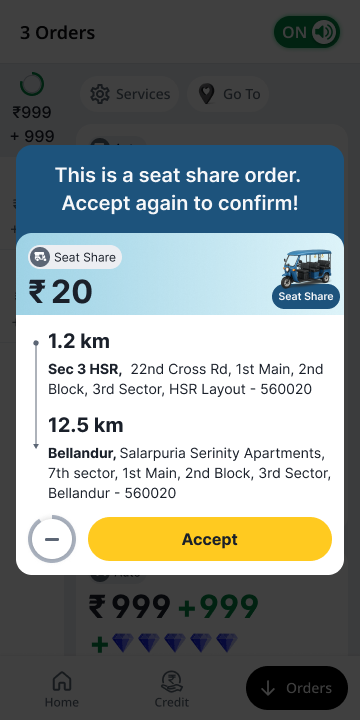 3 Orders
ON
₹999
+ 999
Services
Go To
This is a seat share order.
Accept again to confirm!
Seat Share
₹ 20
Seat Share
1.2 km
Sec 3 HSR, 22nd Cross Rd, 1st Main, 2nd
Block, 3rd Sector, HSR Layout - 560020
12.5 km
Bellandur, Salarpuria Serinity Apartments,
7th sector, 1st Main, 2nd Block, 3rd Sector,
Bellandur - 560020
Accept
₹ 999 +999
+
Home
Credit
Orders